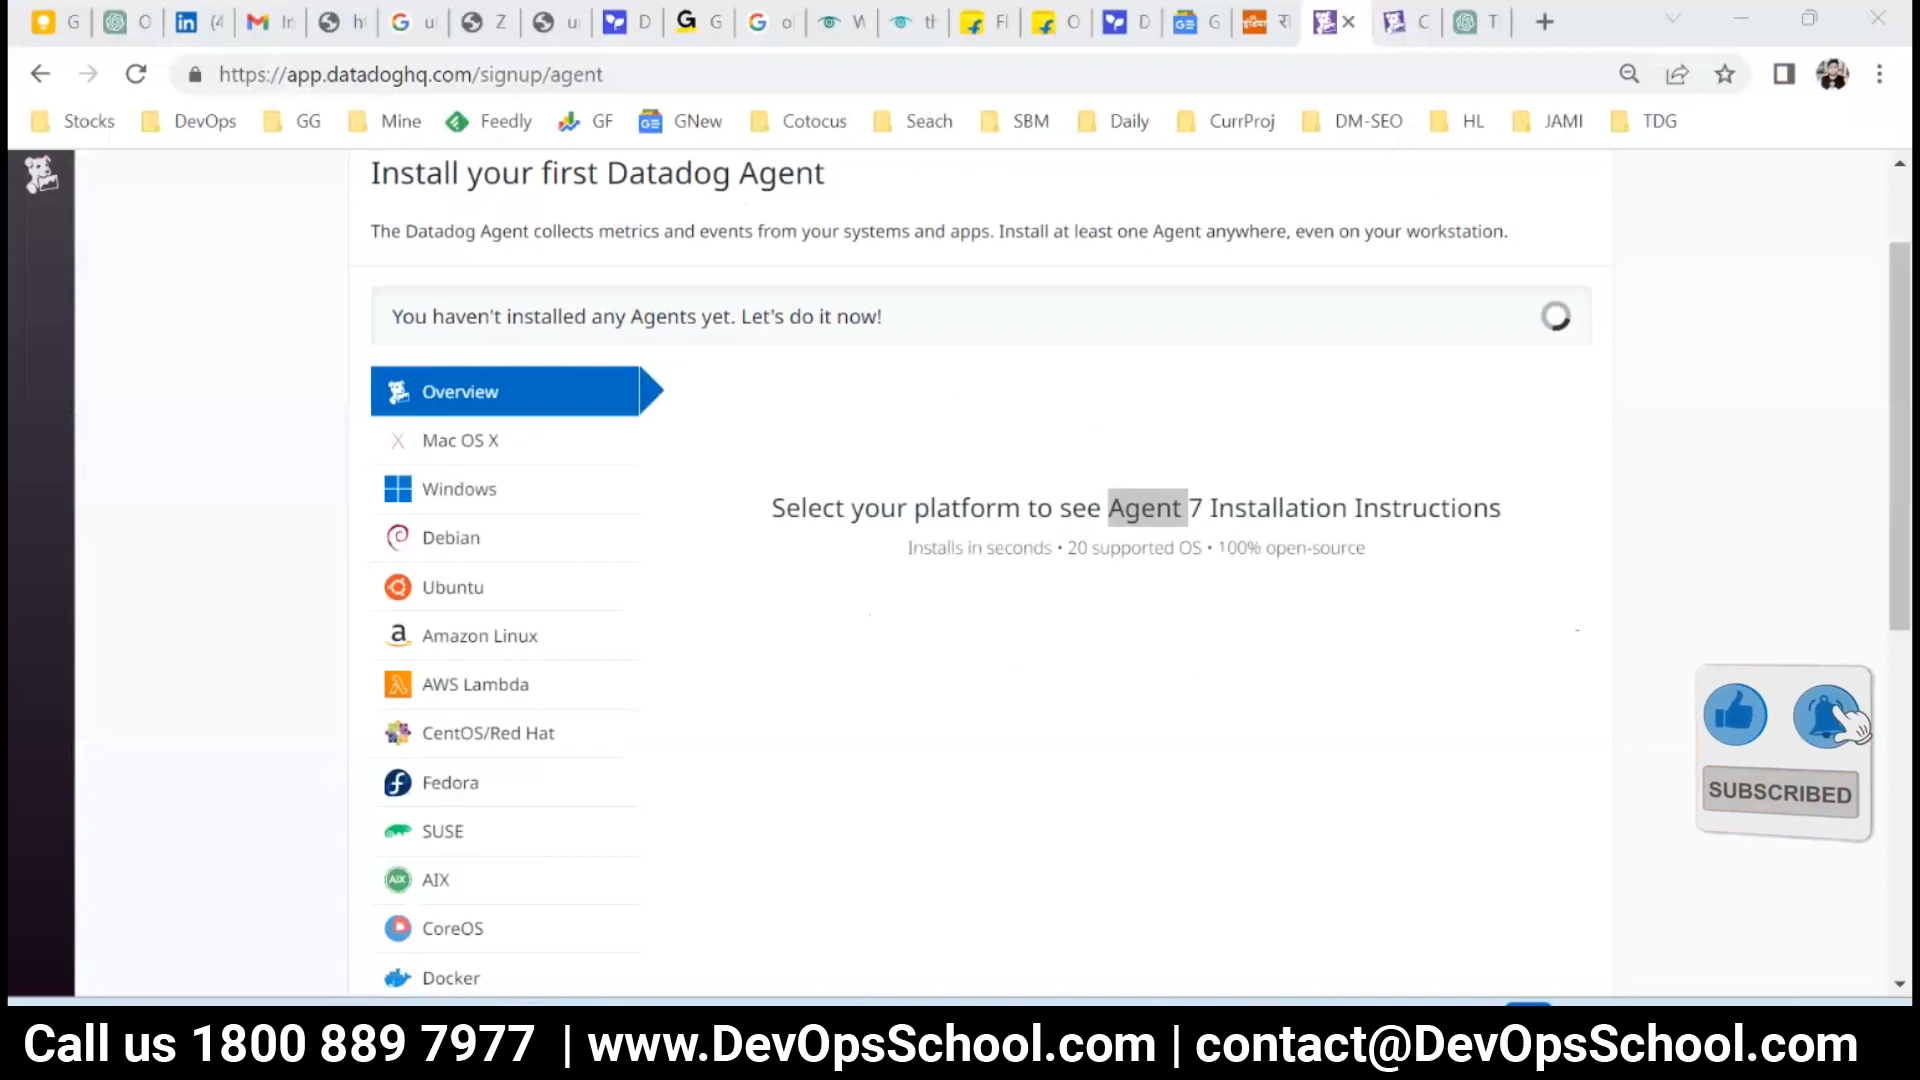 G O (4 In h u Z u D G G o W th Fl O D G रा C T
https://app.datadoghq.com/signup/agent
Stocks DevOps GG Mine Feedly GF GNew Cotocus Seach SBM Daily CurrProj DM-SEO HL JAMI TDG
Install your first Datadog Agent
The Datadog Agent collects metrics and events from your systems and apps. Install at least one Agent anywhere, even on your workstation.
You haven't installed any Agents yet. Let's do it now!
Overview
Mac OS X
Windows
Debian
Ubuntu
Amazon Linux
AWS Lambda
CentOS/Red Hat
Fedora
SUSE
AIX
CoreOS
Docker
Select your platform to see Agent 7 Installation Instructions
Installs in seconds • 20 supported OS • 100% open-source
SUBSCRIBED
Call us 1800 889 7977 | www.DevOpsSchool.com | contact@DevOpsSchool.com